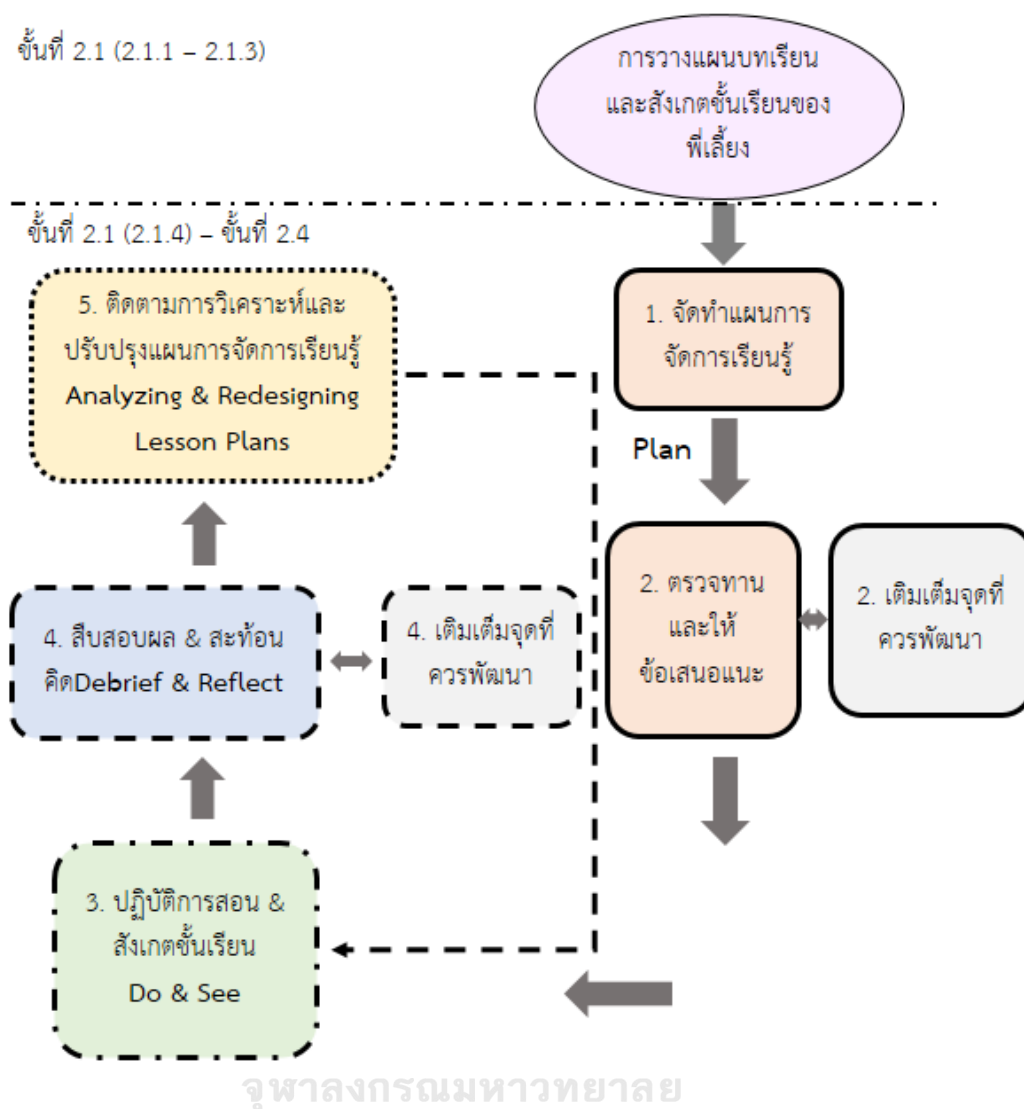 ขั้นที่ 2.1 (2.1.1 – 2.1.3)
การวางแผนบทเรียน
และสังเกตชั้นเรียนของ
พี่เลี้ยง
ขั้นที่ 2.1 (2.1.4) – ขั้นที่ 2.4
1. จัดทำแผนการ
จัดการเรียนรู้
Plan
2. ตรวจทาน
และให้
ข้อเสนอแนะ
2. เติมเต็มจุดที่
ควรพัฒนา
3. ปฏิบัติการสอน &
สังเกตชั้นเรียน
Do & See
4. สืบสอบผล & สะท้อน
คิดDebrief & Reflect
4. เติมเต็มจุดที่
ควรพัฒนา
5. ติดตามการวิเคราะห์และ
ปรับปรุงแผนการจัดการเรียนรู้
Analyzing & Redesigning
Lesson Plans
จุฬาลงกรณมหาวิทยาลัย